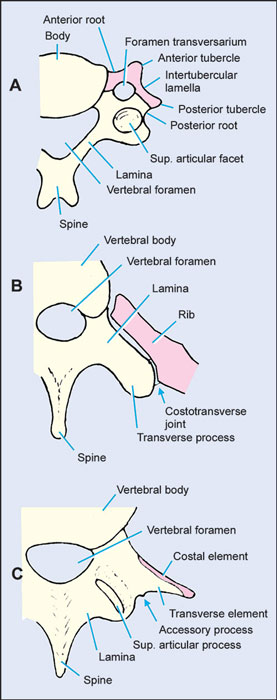 Anterior root
Body
Foramen transversarium
Anterior tubercle
A
Intertubercular
lamella
Posterior tubercle
Posterior root
Sup. articular facet
Lamina
Vertebral foramen
Spine
Vertebral body
Vertebral foramen
B
Lamina
Rib
Costotransverse
joint
Transverse process
Spine
Vertebral body
Vertebral foramen
Costal element
C
Transverse element
Accessory process
Sup. articular process
Lamina
Spine